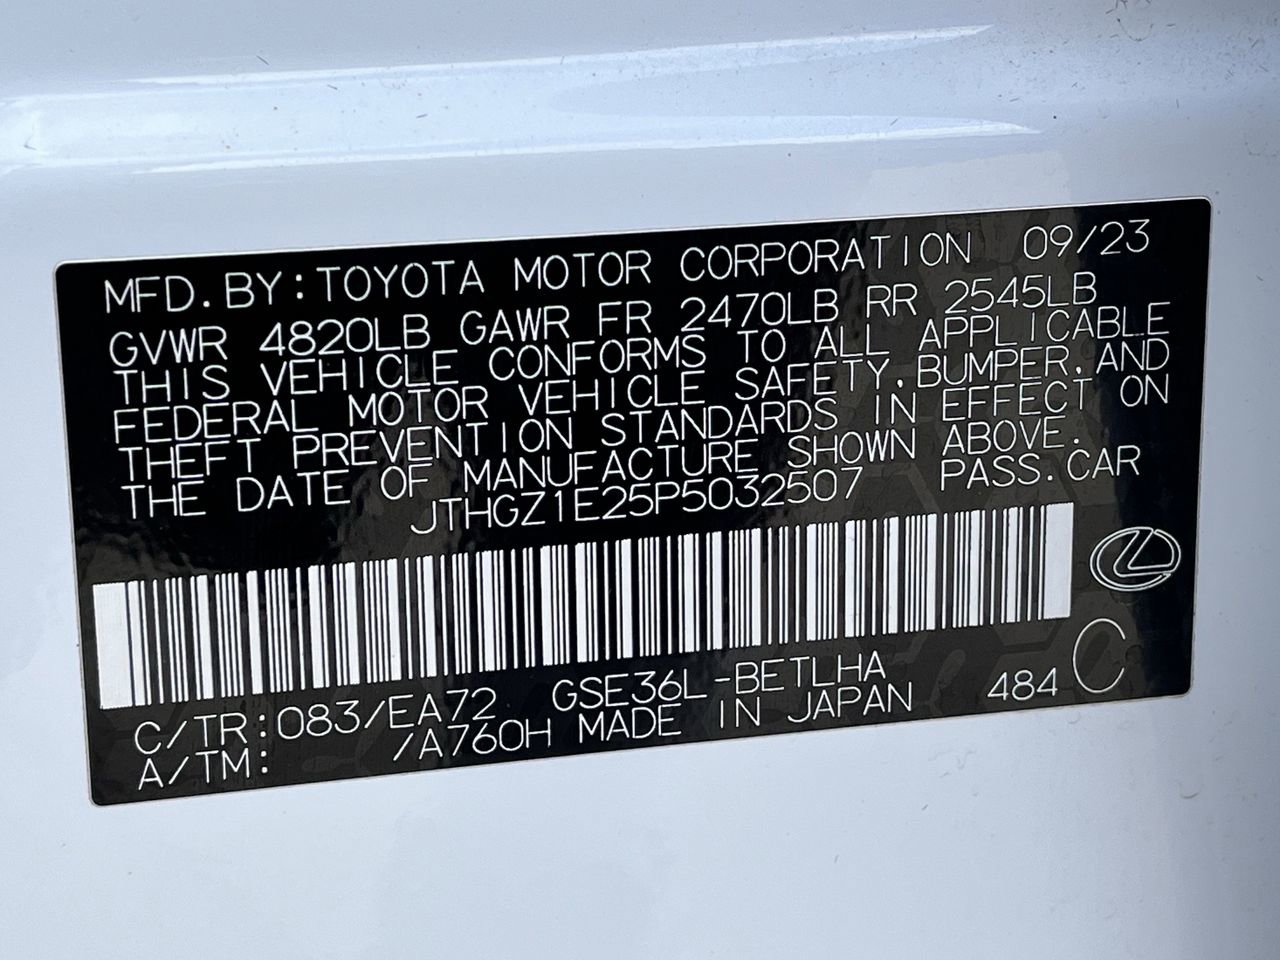 MFD. BY: TOYOTA MOTOR CORPORATION 09/23
GVWR 4820LB GAWR FR 2470LB RR 2545LB
THIS VEHICLE CONFORMS TO ALL APPLICABLE
FEDERAL MOTOR VEHICLE SAFETY, BUMPER, AND
THEFT PREVENTION STANDARDS IN EFFECT ON
THE DATE OF MANUFACTURE SHOWN ABOVE.
JTHGZ1E25P5032507 PASS. CAR
C/TR: 083/EA72 GSE36L-BETLHA
A/TM: /A760H MADE IN JAPAN 484 C